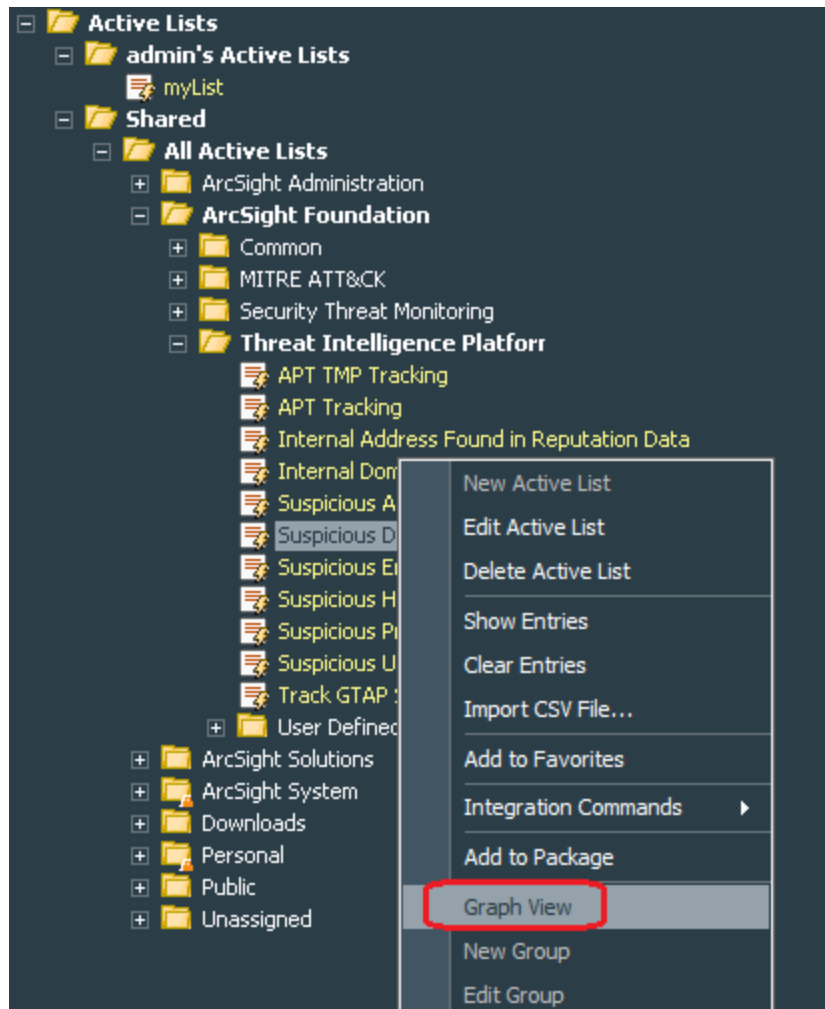 Active Lists
admin's Active Lists
myList
Shared
All Active Lists
ArcSight Administration
ArcSight Foundation
Common
MITRE ATT&CK
Security Threat Monitoring
Threat Intelligence Platforr
APT TMP Tracking
APT Tracking
Internal Address Found in Reputation Data
Internal Dom
Suspicious A
Suspicious D
Suspicious E
Suspicious H
Suspicious P
Suspicious U
Track GTAP
User Defined
ArcSight Solutions
ArcSight System
Downloads
Personal
Public
Unassigned
New Active List
Edit Active List
Delete Active List
Show Entries
Clear Entries
Import CSV File...
Add to Favorites
Integration Commands
Add to Package
Graph View
New Group
Edit Group